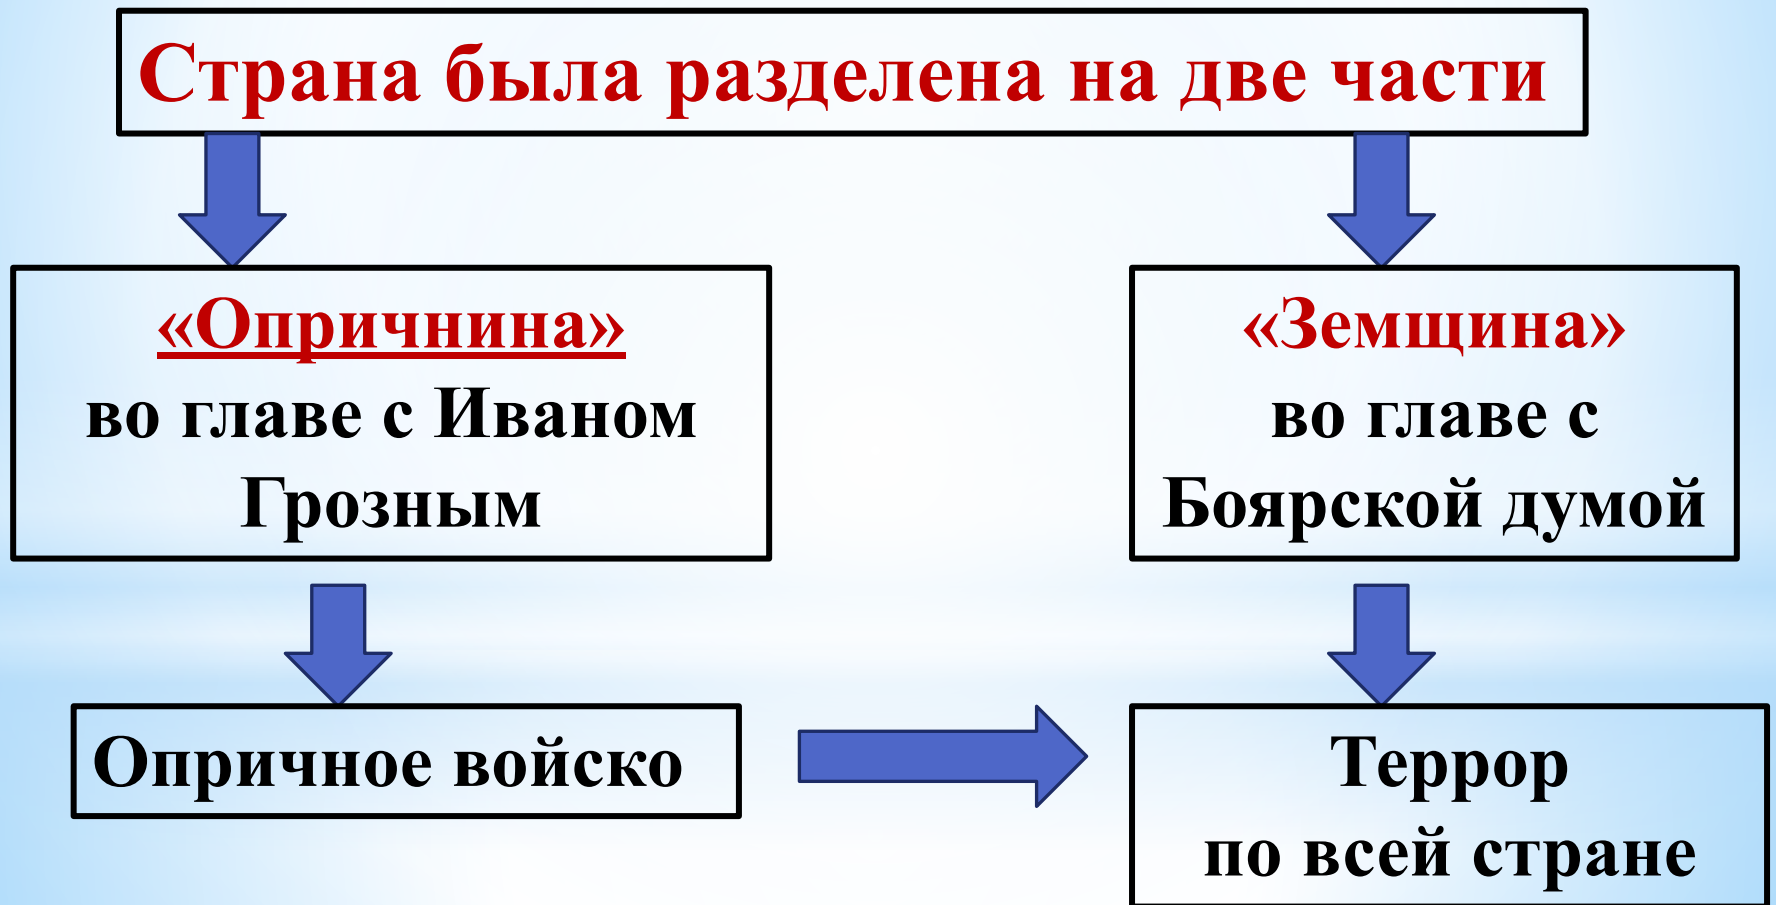 Страна была разделена на две части
«Опричнина»
во главе с Иваном
Грозным
«Земщина»
во главе с
Боярской думой
Опричное войско
Террор
по всей стране